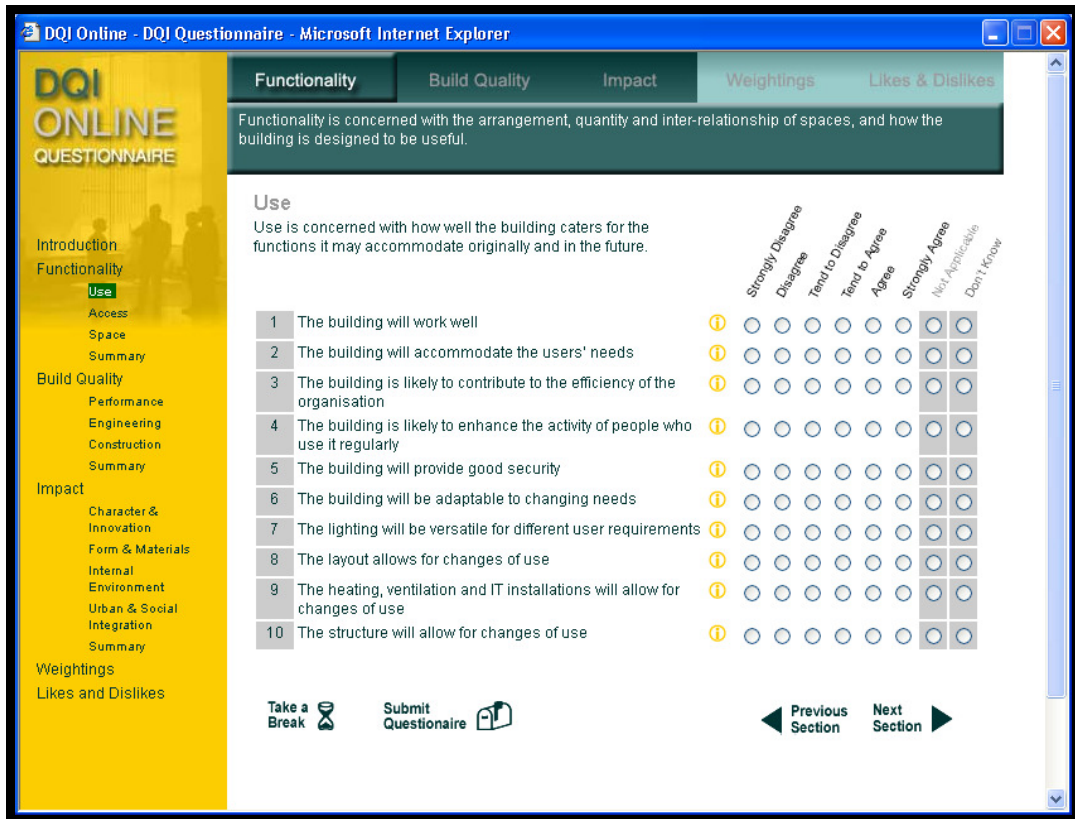 DQI Online - DQI Questionnaire - Microsoft Internet Explorer
DQI
ONLINE
QUESTIONNAIRE
Introduction
Functionality
Use
Access
Space
Summary
Build Quality
Performance
Engineering
Construction
Summary
Impact
Character &
Innovation
Form & Materials
Internal
Environment
Urban & Social
Integration
Summary
Weightings
Likes and Dislikes
Functionality Build Quality Impact Weightings Likes & Dislikes
Functionality is concerned with the arrangement, quantity and inter-relationship of spaces, and how the
building is designed to be useful.
Use
Use is concerned with how well the building caters for the
functions it may accommodate originally and in the future.
Strongly Disagree
Disagree
Tend to Disagree
Tend to Agree
Agree
Strongly Agree
Not Applicable
Don't Know
1 The building will work well
2 The building will accommodate the users' needs
3 The building is likely to contribute to the efficiency of the
organisation
4 The building is likely to enhance the activity of people who
use it regularly
5 The building will provide good security
6 The building will be adaptable to changing needs
7 The lighting will be versatile for different user requirements
8 The layout allows for changes of use
9 The heating, ventilation and IT installations will allow for
changes of use
10 The structure will allow for changes of use
Take a
Break
Submit
Questionaire
Previous
Section
Next
Section